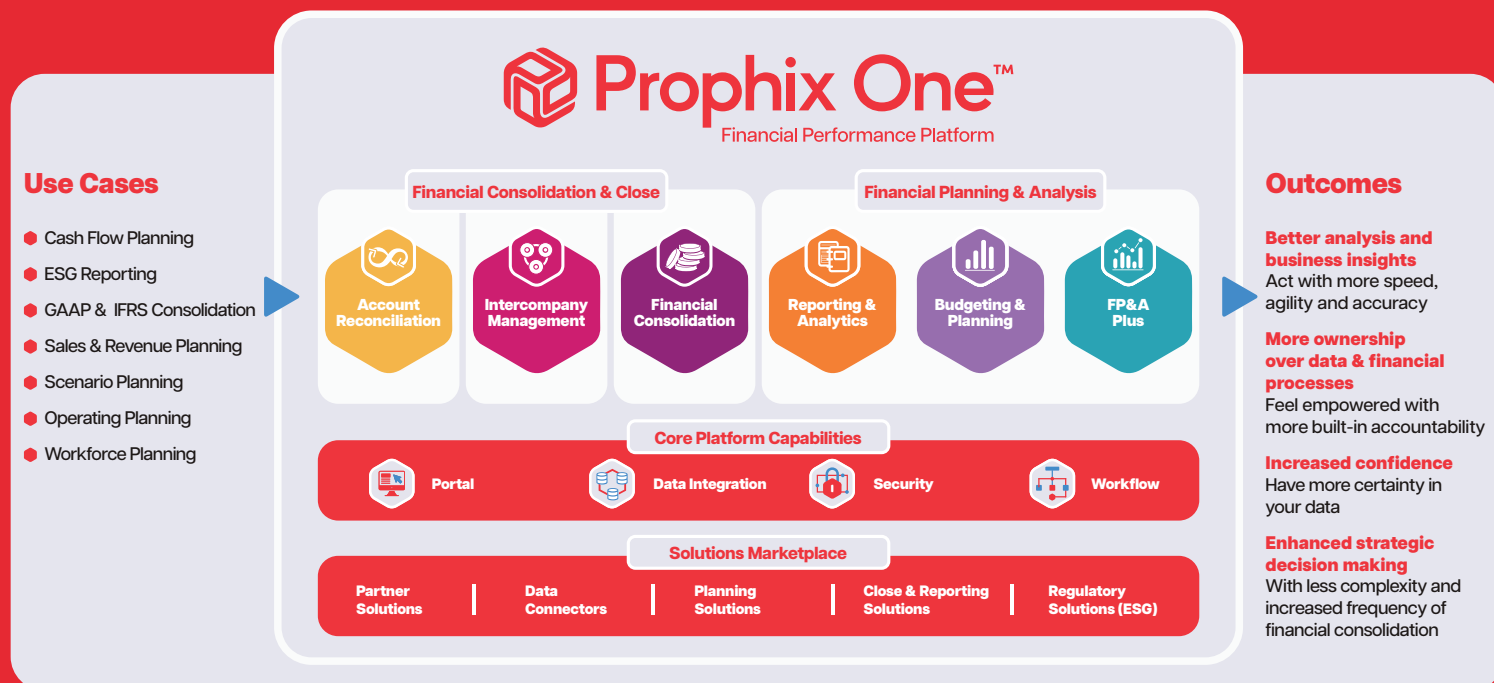 Prophix One™
Financial Performance Platform
Use Cases
Cash Flow Planning
ESG Reporting
GAAP & IFRS Consolidation
Sales & Revenue Planning
Scenario Planning
Operating Planning
Workforce Planning
Financial Consolidation & Close
Account
Reconciliation
Intercompany
Management
Financial
Consolidation
Financial Planning & Analysis
Reporting &
Analytics
Budgeting &
Planning
FP&A
Plus
Core Platform Capabilities
Portal
Data Integration
Security
Workflow
Solutions Marketplace
Partner
Solutions
Data
Connectors
Planning
Solutions
Close & Reporting
Solutions
Regulatory
Solutions (ESG)
Outcomes
Better analysis and
business insights
Act with more speed,
agility and accuracy
More ownership
over data & financial
processes
Feel empowered with
more built-in accountability
Increased confidence
Have more certainty in
your data
Enhanced strategic
decision making
With less complexity and
increased frequency of
financial consolidation